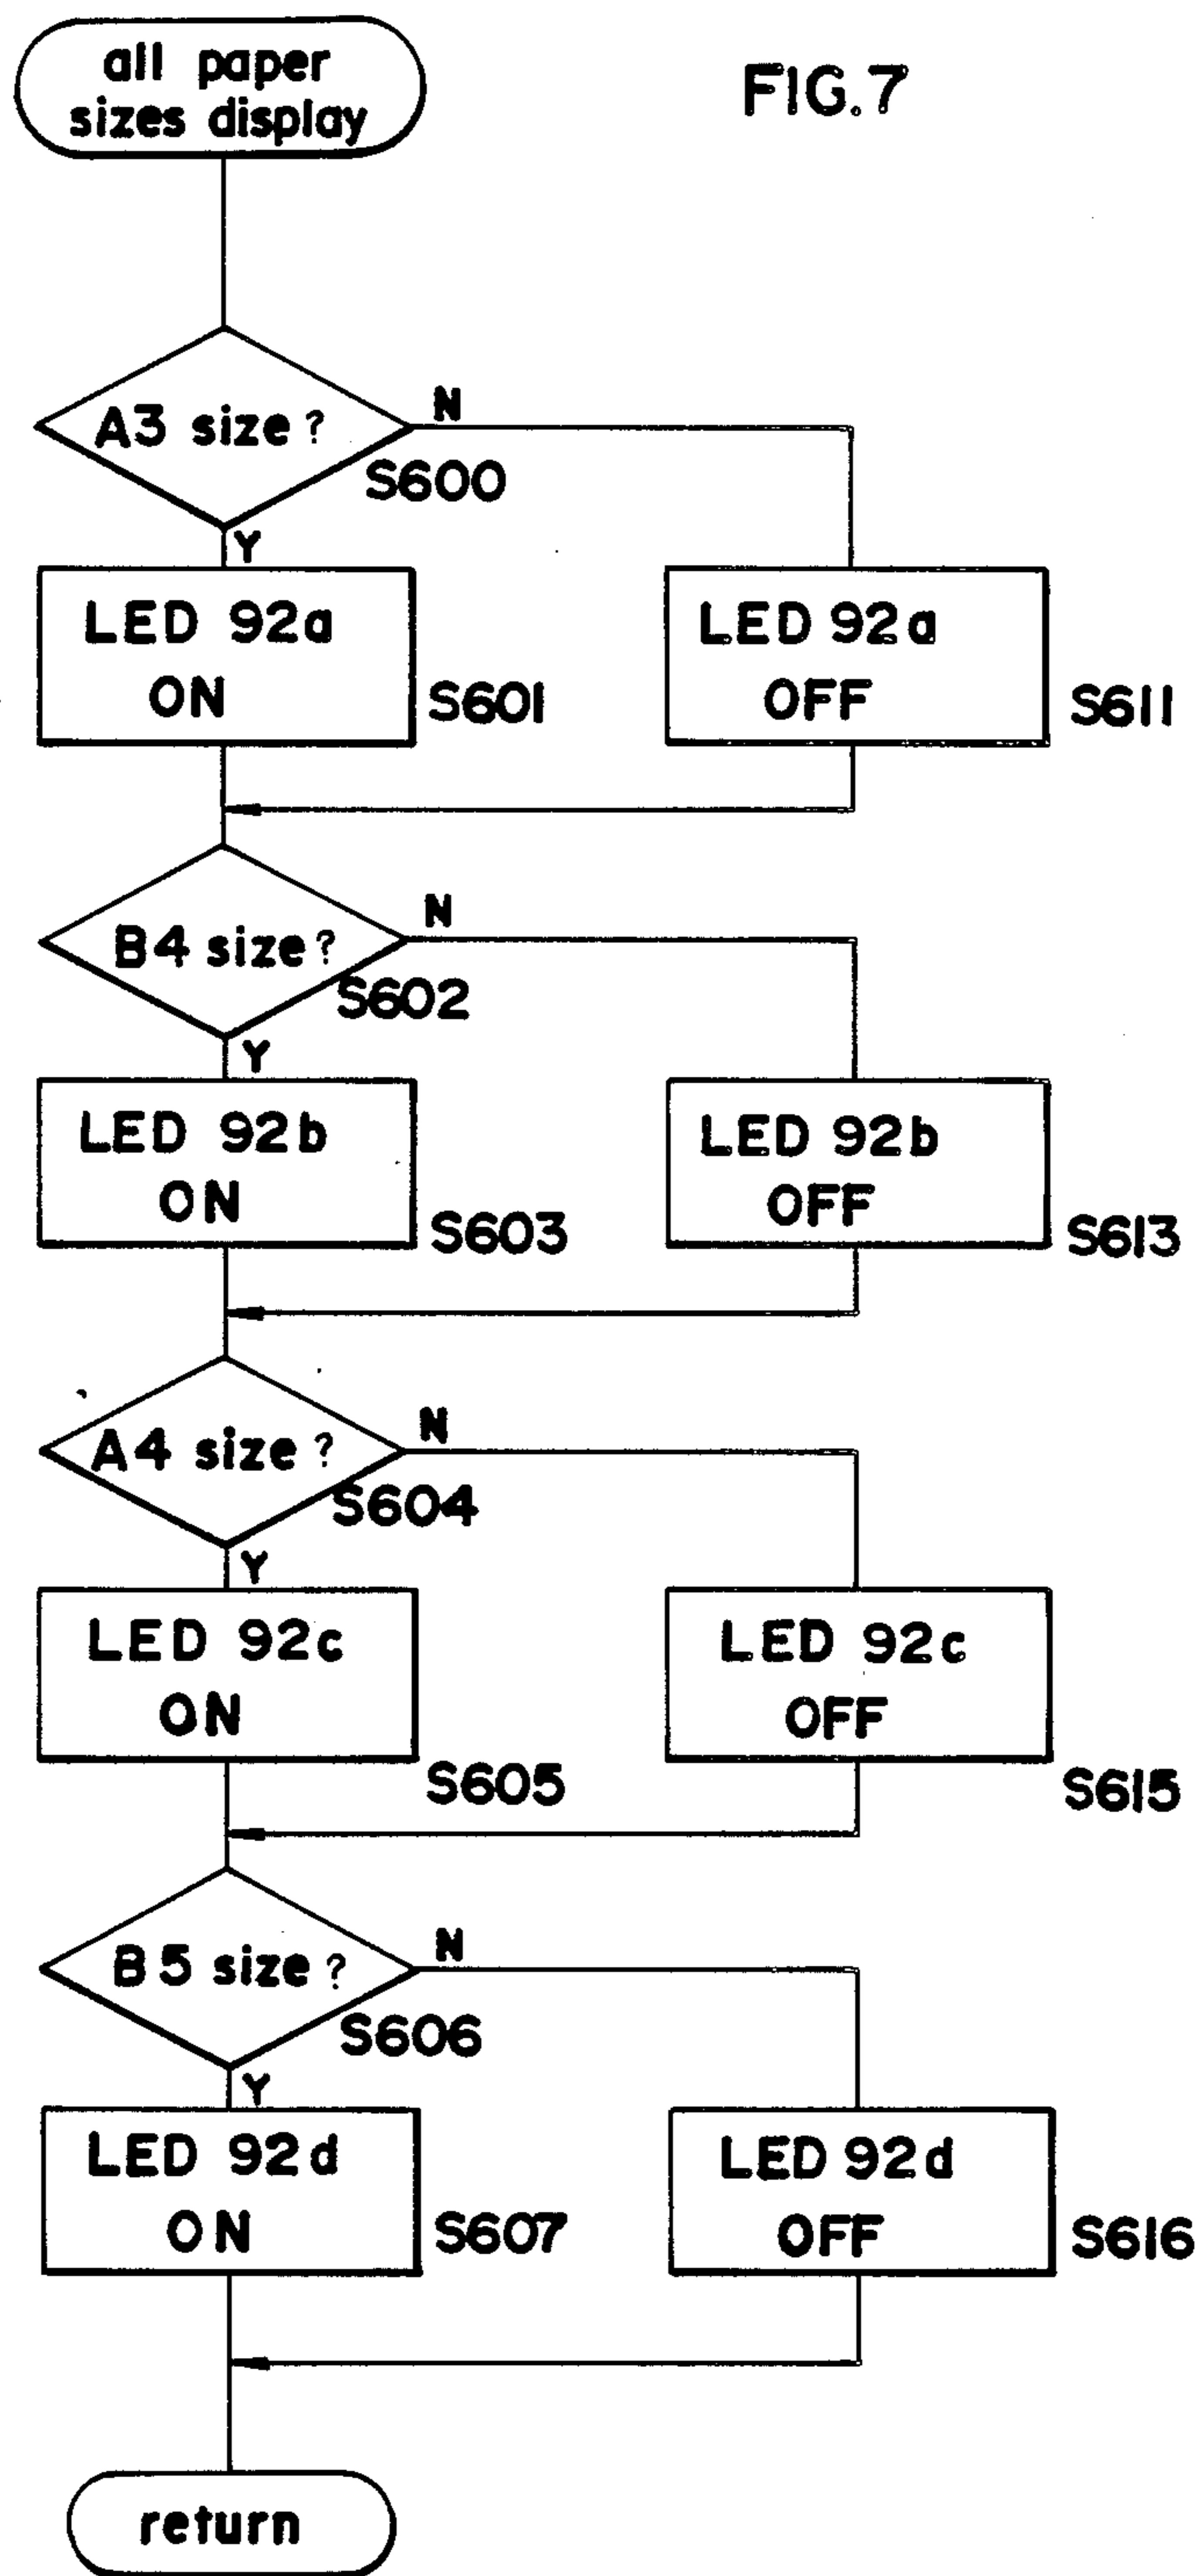 all paper
sizes display
FIG.7
A3 size?
N
S600
Y
LED 92a
ON
S601
LED 92a
OFF
S611
B4 size?
N
S602
Y
LED 92b
ON
S603
LED 92b
OFF
S613
A4 size?
N
S604
Y
LED 92c
ON
S605
LED 92c
OFF
S615
B5 size?
N
S606
Y
LED 92d
ON
S607
LED 92d
OFF
S616
return